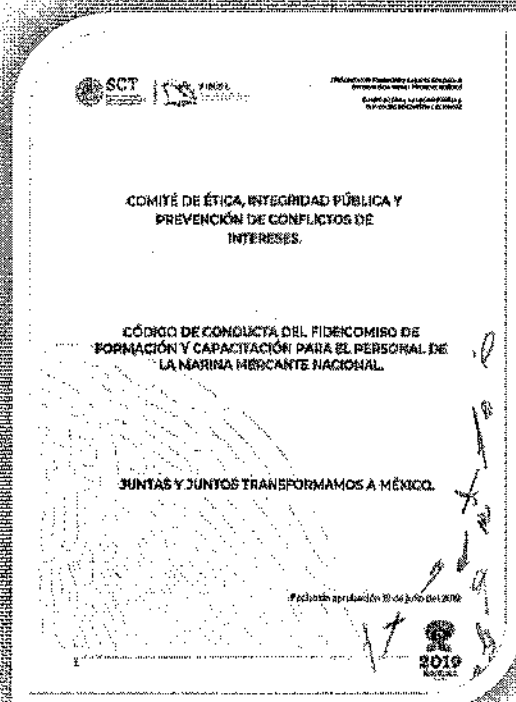 SCT
COMITÉ DE ÉTICA, INTEGRIDAD PÚBLICA Y
PREVENCIÓN DE CONFLICTOS DE
INTERESES.
CÓDIGO DE CONDUCTA DEL FIDEICOMISO DE
FORMACIÓN Y CAPACITACIÓN PARA EL PERSONAL DE
LA MARINA MERCANTE NACIONAL.
JUNTAS Y JUNTOS TRANSFORMAMOS A MÉXICO.
1
2019